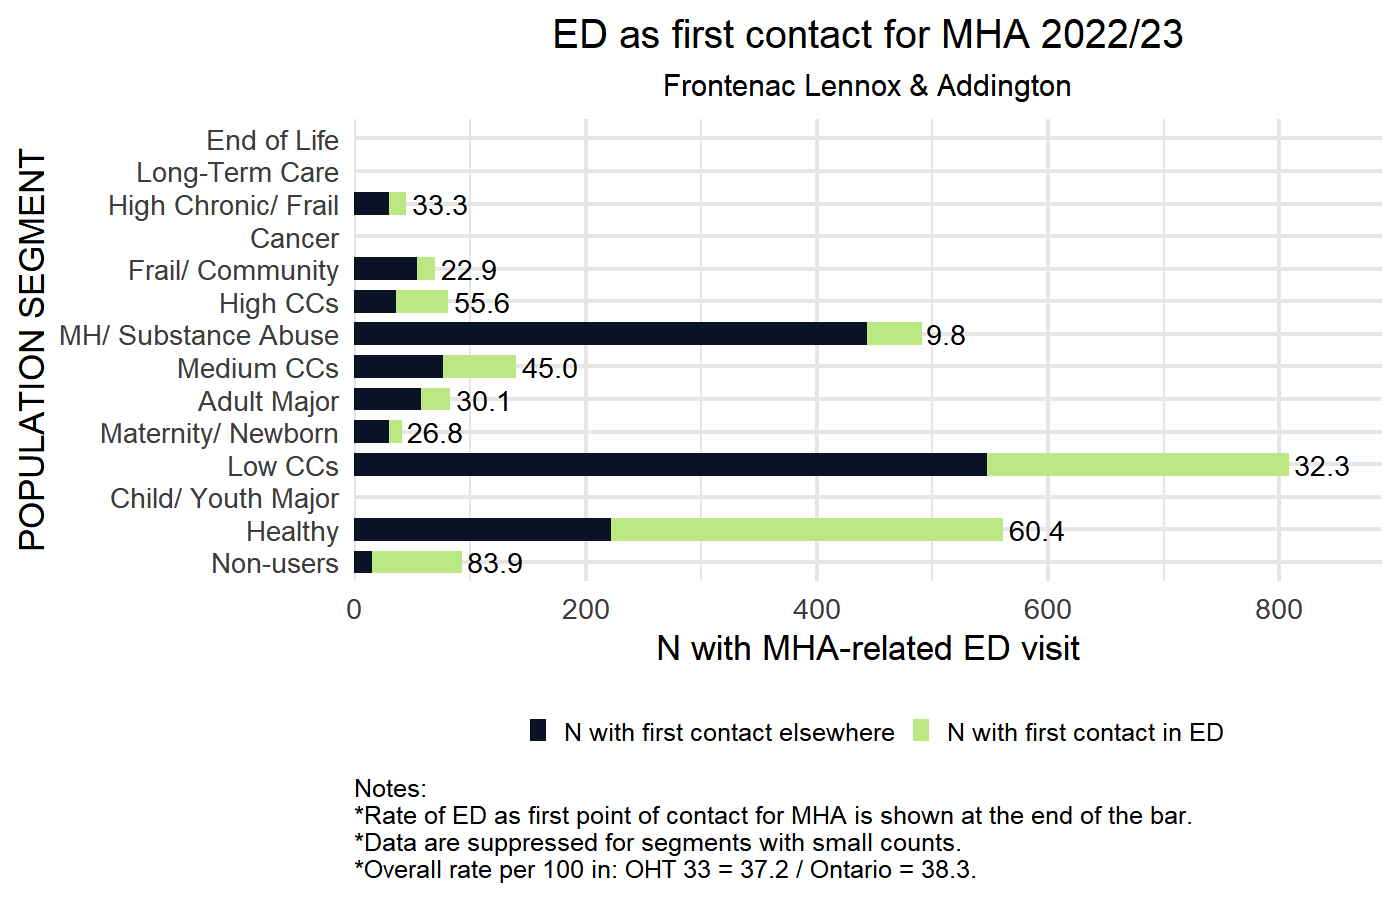 ED as first contact for MHA 2022/23
Frontenac Lennox & Addington
POPULATION SEGMENT
End of Life
Long-Term Care
High Chronic/ Frail 33.3
Cancer
Frail/ Community 22.9
High CCs 55.6
MH/ Substance Abuse 9.8
Medium CCs 45.0
Adult Major 30.1
Maternity/ Newborn 26.8
Low CCs 32.3
Child/ Youth Major
Healthy 60.4
Non-users 83.9
0 200 400 600 800
N with MHA-related ED visit
N with first contact elsewhere N with first contact in ED
Notes:
*Rate of ED as first point of contact for MHA is shown at the end of the bar.
*Data are suppressed for segments with small counts.
*Overall rate per 100 in: OHT 33 = 37.2 / Ontario = 38.3.